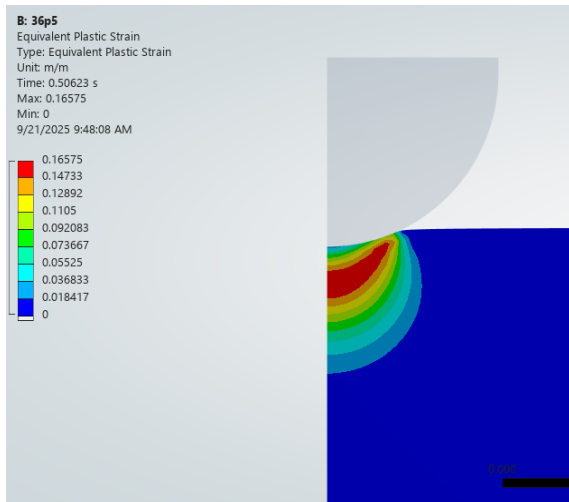 B: 36p5
Equivalent Plastic Strain
Type: Equivalent Plastic Strain
Unit: m/m
Time: 0.50623 s
Max: 0.16575
Min: 0
9/21/2025 9:48:08 AM
0.16575
0.14733
0.12892
0.1105
0.092083
0.073667
0.05525
0.036833
0.018417
0
0.000